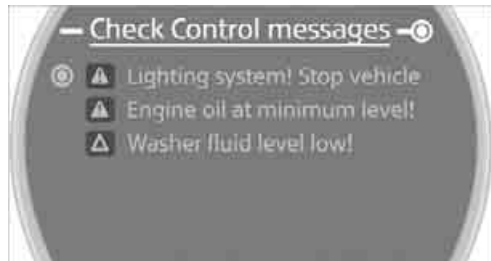 Check Control messages
Lighting system! Stop vehicle
Engine oil at minimum level!
Washer fluid level low!